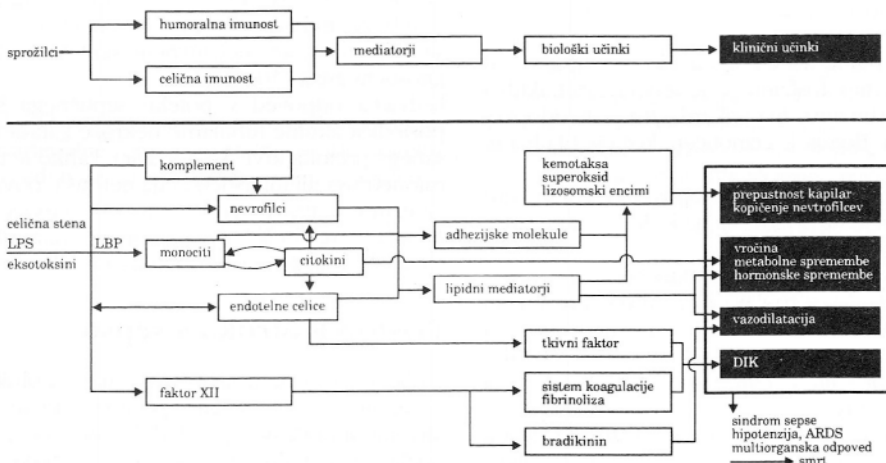 humoralna imunost
sprožilci
mediatorji
biološki učinki
klinični učinki
celična imunost
komplement
kemotaksa
superoksid
lizosomski encimi
nevrofilci
prepustnost kapilar
kopičenje nevtrofilcev
celična stena
LPS
eksotoksini
LBP
monociti
citokini
adhezijske molekule
vročina
metabolne spremembe
hormonske spremembe
lipidni mediatorji
endotelne celice
vazodilatacija
tkivni faktor
DIK
faktor XII
sistem koagulacije
fibrinoliza
bradikinin
sindrom sepse
hipotenzija, ARDS
multiorganska odpoved
smrt